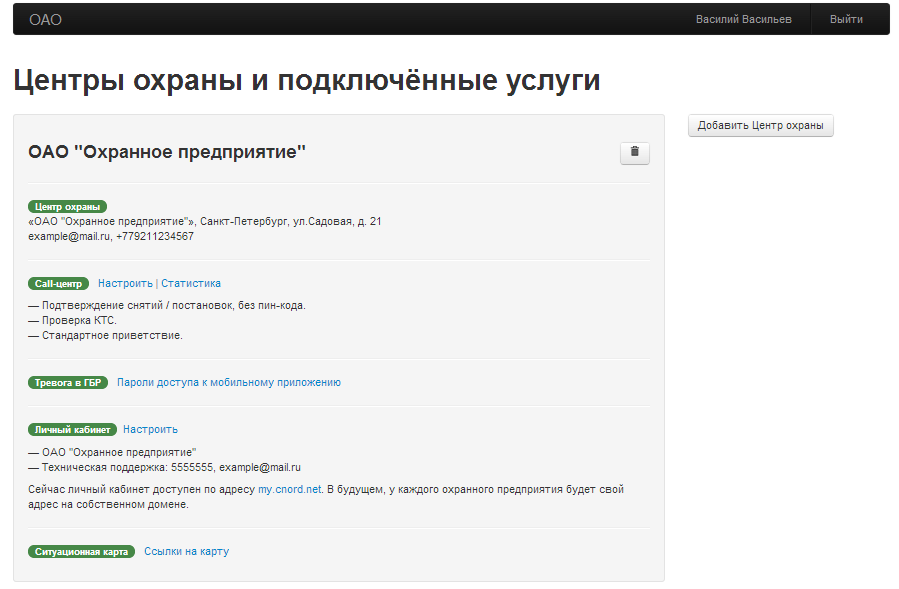 ОАО Василий Васильев Выйти
Центры охраны и подключённые услуги
Добавить Центр охраны
ОАО "Охранное предприятие"
Центр охраны
«ОАО "Охранное предприятие"», Санкт-Петербург, ул.Садовая, д. 21
example@mail.ru, +779211234567
Call-центр Настроить | Статистика
— Подтверждение снятий / постановок, без пин-кода.
— Проверка КТС.
— Стандартное приветствие.
Тревога в ГБР Пароли доступа к мобильному приложению
Личный кабинет Настроить
— ОАО "Охранное предприятие"
— Техническая поддержка: 5555555, example@mail.ru
Сейчас личный кабинет доступен по адресу my.cnord.net. В будущем, у каждого охранного предприятия будет свой
адрес на собственном домене.
Ситуационная карта Ссылки на карту